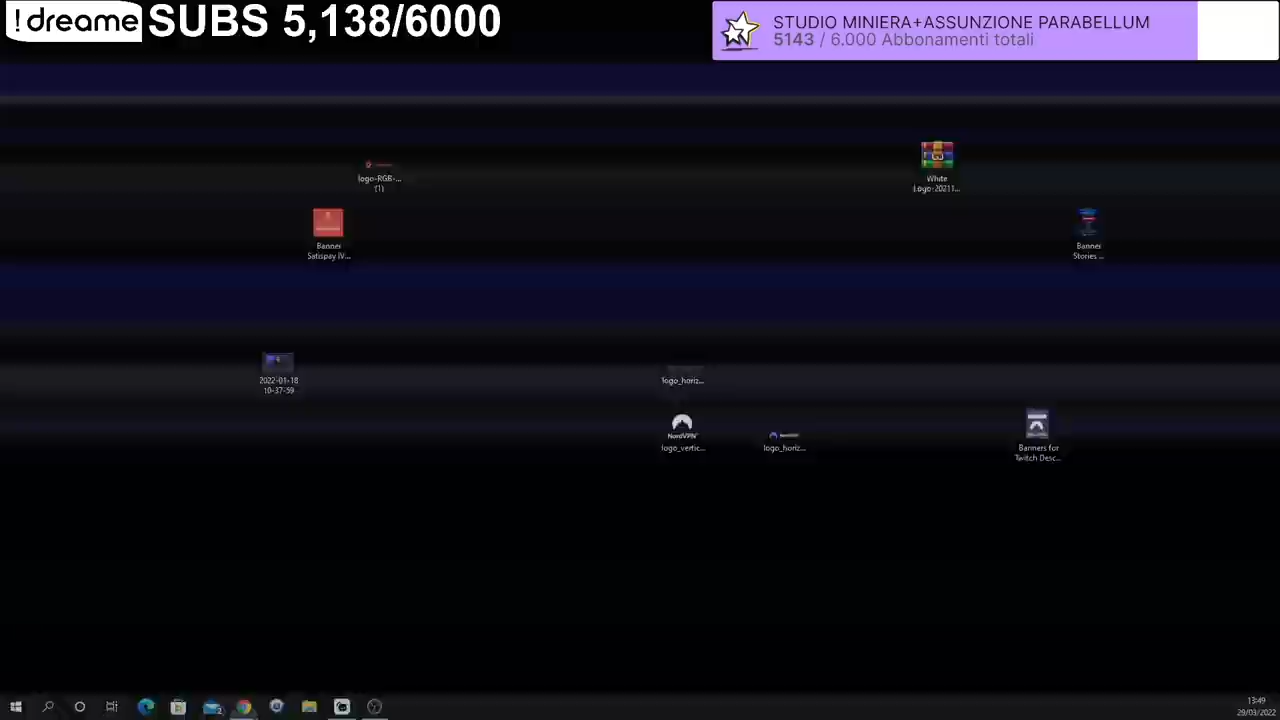 !dreame SUBS 5,138/6000
STUDIO MINIERA+ASSUNZIONE PARABELLUM
5143 / 6.000 Abbonamenti totali
logo-RGB-...
(1)
White
Logo-20211...
Banner
Satispay IV...
Banner
Stories ...
2022-01-18
10-37-59
logo_horiz...
NordVPN
logo_vertic...
logo_horiz...
Banners for
Twitch Desc...
13:49
29/03/2022